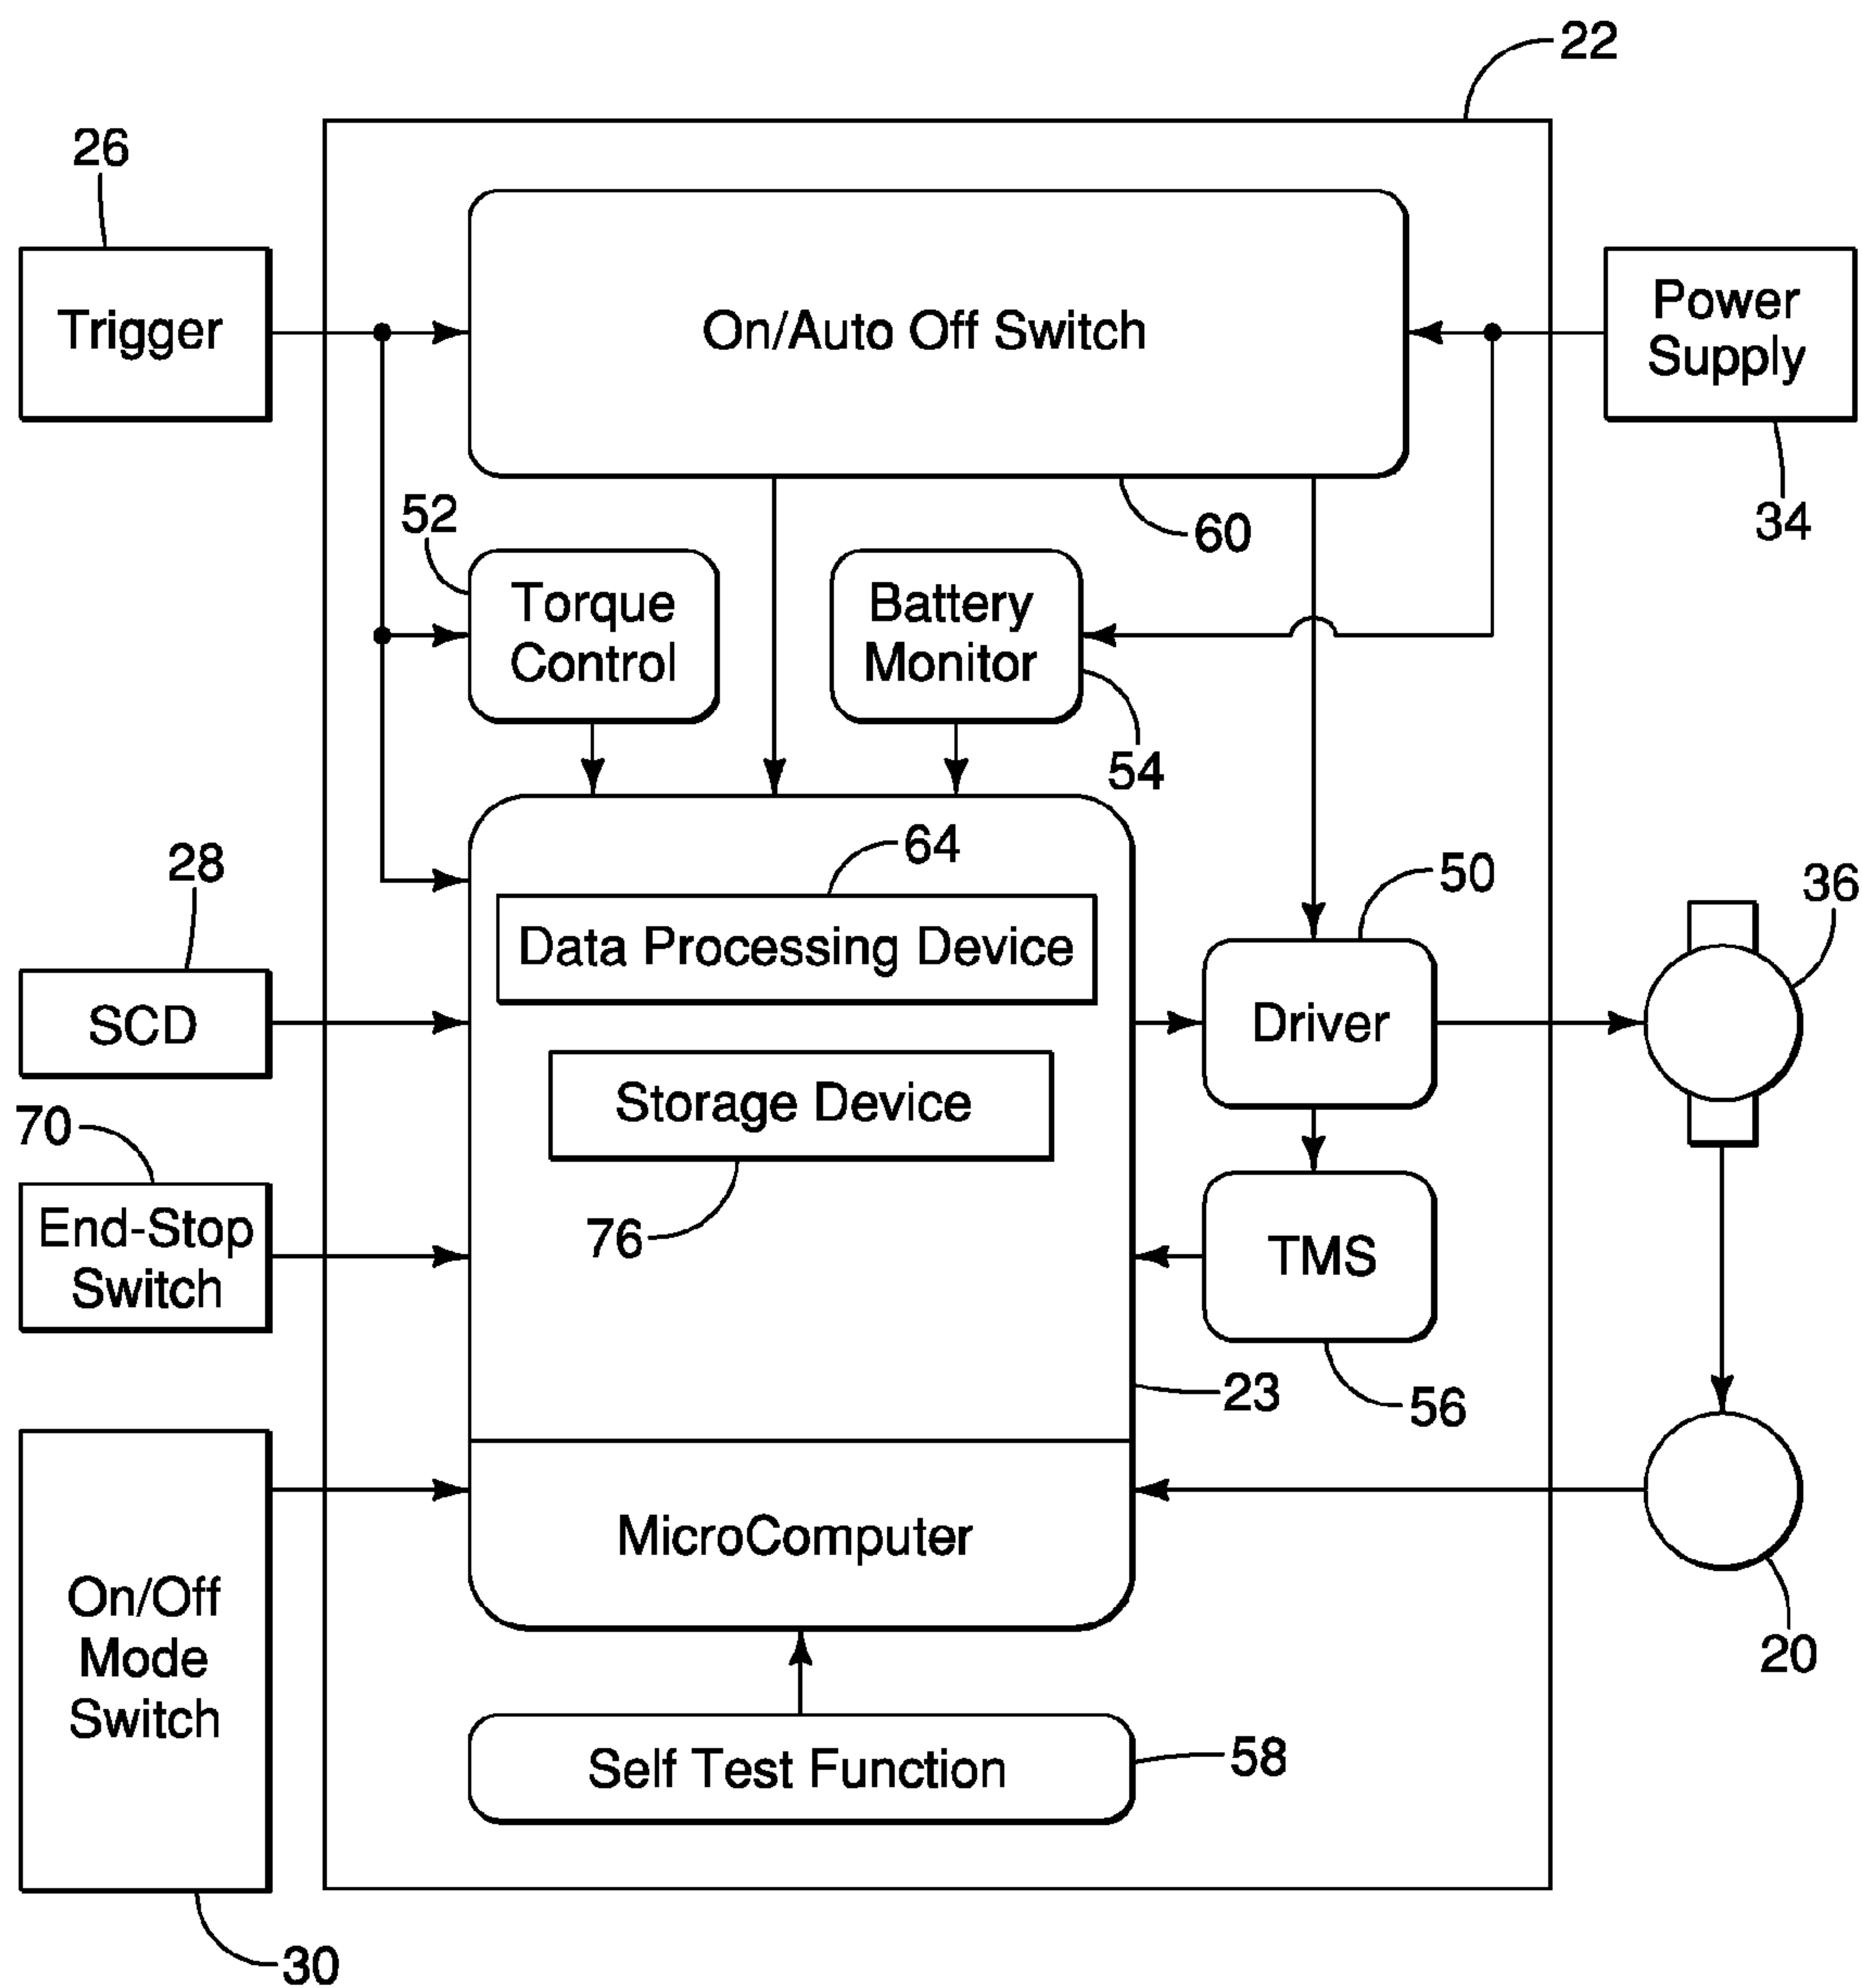 22
26
Trigger
On/Auto Off Switch
Power
Supply
34
60
52
Torque
Control
Battery
Monitor
54
64
28
Data Processing Device
50
36
SCD
Driver
Storage Device
70
76
End-Stop
Switch
TMS
23
56
MicroComputer
On/Off
Mode
Switch
20
Self Test Function
58
30